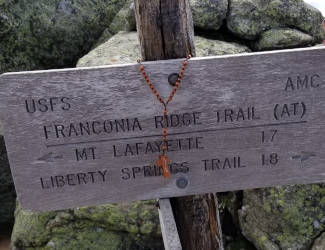 USFS AMC
FRANCONIA RIDGE TRAIL (AT)
← MT. LAFAYETTE 1.7
LIBERTY SPRINGS TRAIL 1.8 →